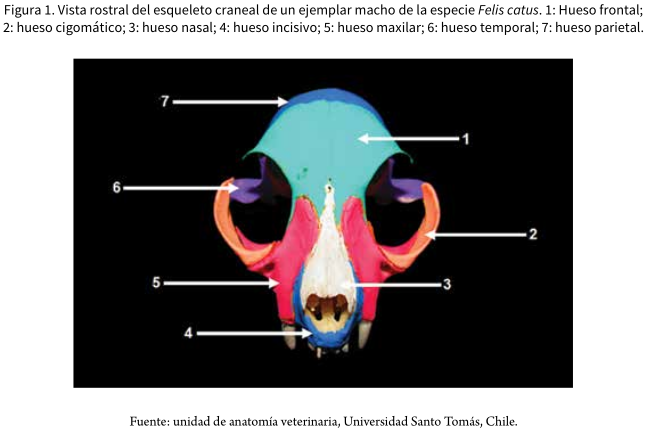 Figura 1. Vista rostral del esqueleto craneal de un ejemplar macho de la especie Felis catus. 1: Hueso frontal;
2: hueso cigomático; 3: hueso nasal; 4: hueso incisivo; 5: hueso maxilar; 6: hueso temporal; 7: hueso parietal.
7
1
6
2
5
3
4
Fuente: unidad de anatomía veterinaria, Universidad Santo Tomás, Chile.